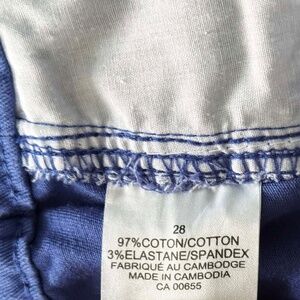 28
97%COTON/COTTON
3%ELASTANE/SPANDEX
FABRIQUÉ AU CAMBODGE
MADE IN CAMBODIA
CA 00655